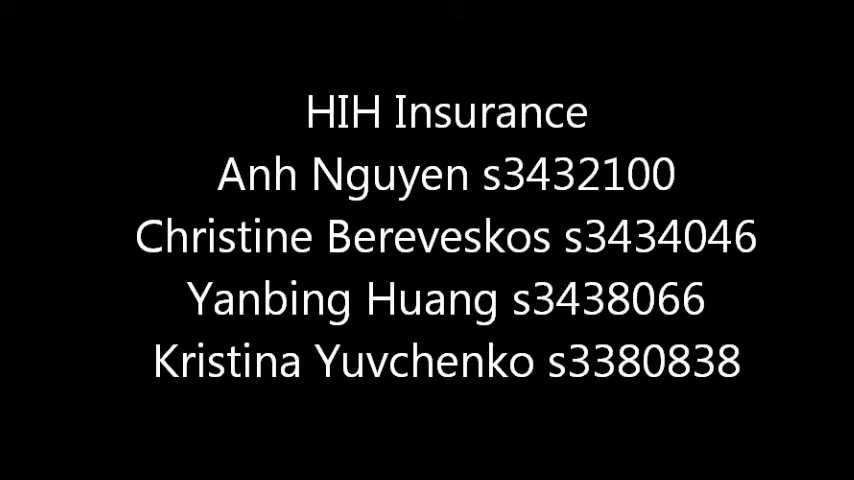 HIH Insurance
Anh Nguyen s3432100
Christine Bereveskos s3434046
Yanbing Huang s3438066
Kristina Yuvchenko s3380838